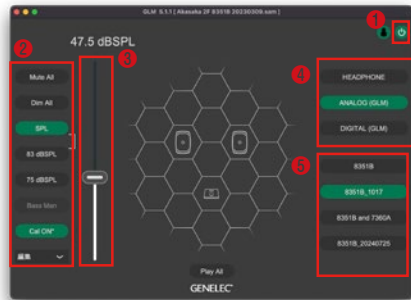 GLM 5.1.1 [ Akasaka 2F 8351B 20230309.sam ]
1
47.5 dBSPL
2
3
4
5
Mute All
Dim All
SPL
83 dBSPL
75 dBSPL
Bass Man
Cal ON*
編集
HEADPHONE
ANALOG (GLM)
DIGITAL (GLM)
8351B
8351B_1017
8351B and 7360A
8351B_20240725
Play All
GENELEC